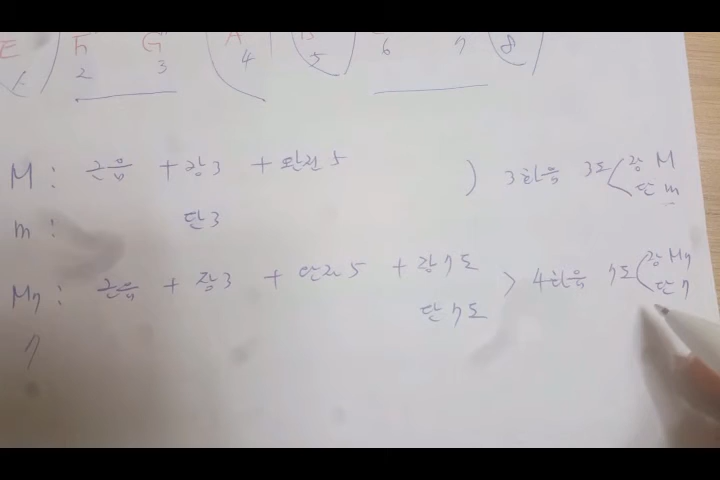 E F G A 5 6 7 8
2 3 4
M : 근음 + 장3 + 완전5 ) 3화음 3도 < 장 M
단 m
m : 단3
M7 : 근음 + 장3 + 완전5 + 장7도 > 4화음 7도 < 장 M7
단 7
단7도
7